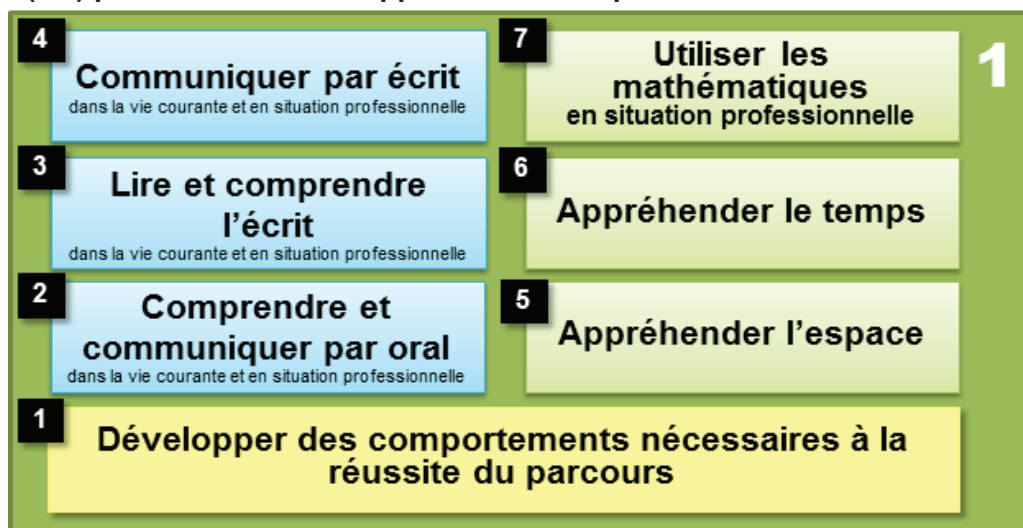 4
Communiquer par écrit
dans la vie courante et en situation professionnelle
7
Utiliser les
mathématiques
en situation professionnelle
1
3
Lire et comprendre
l'écrit
dans la vie courante et en situation professionnelle
6
Appréhender le temps
2
Comprendre et
communiquer par oral
dans la vie courante et en situation professionnelle
5
Appréhender l'espace
1
Développer des comportements nécessaires à la
réussite du parcours